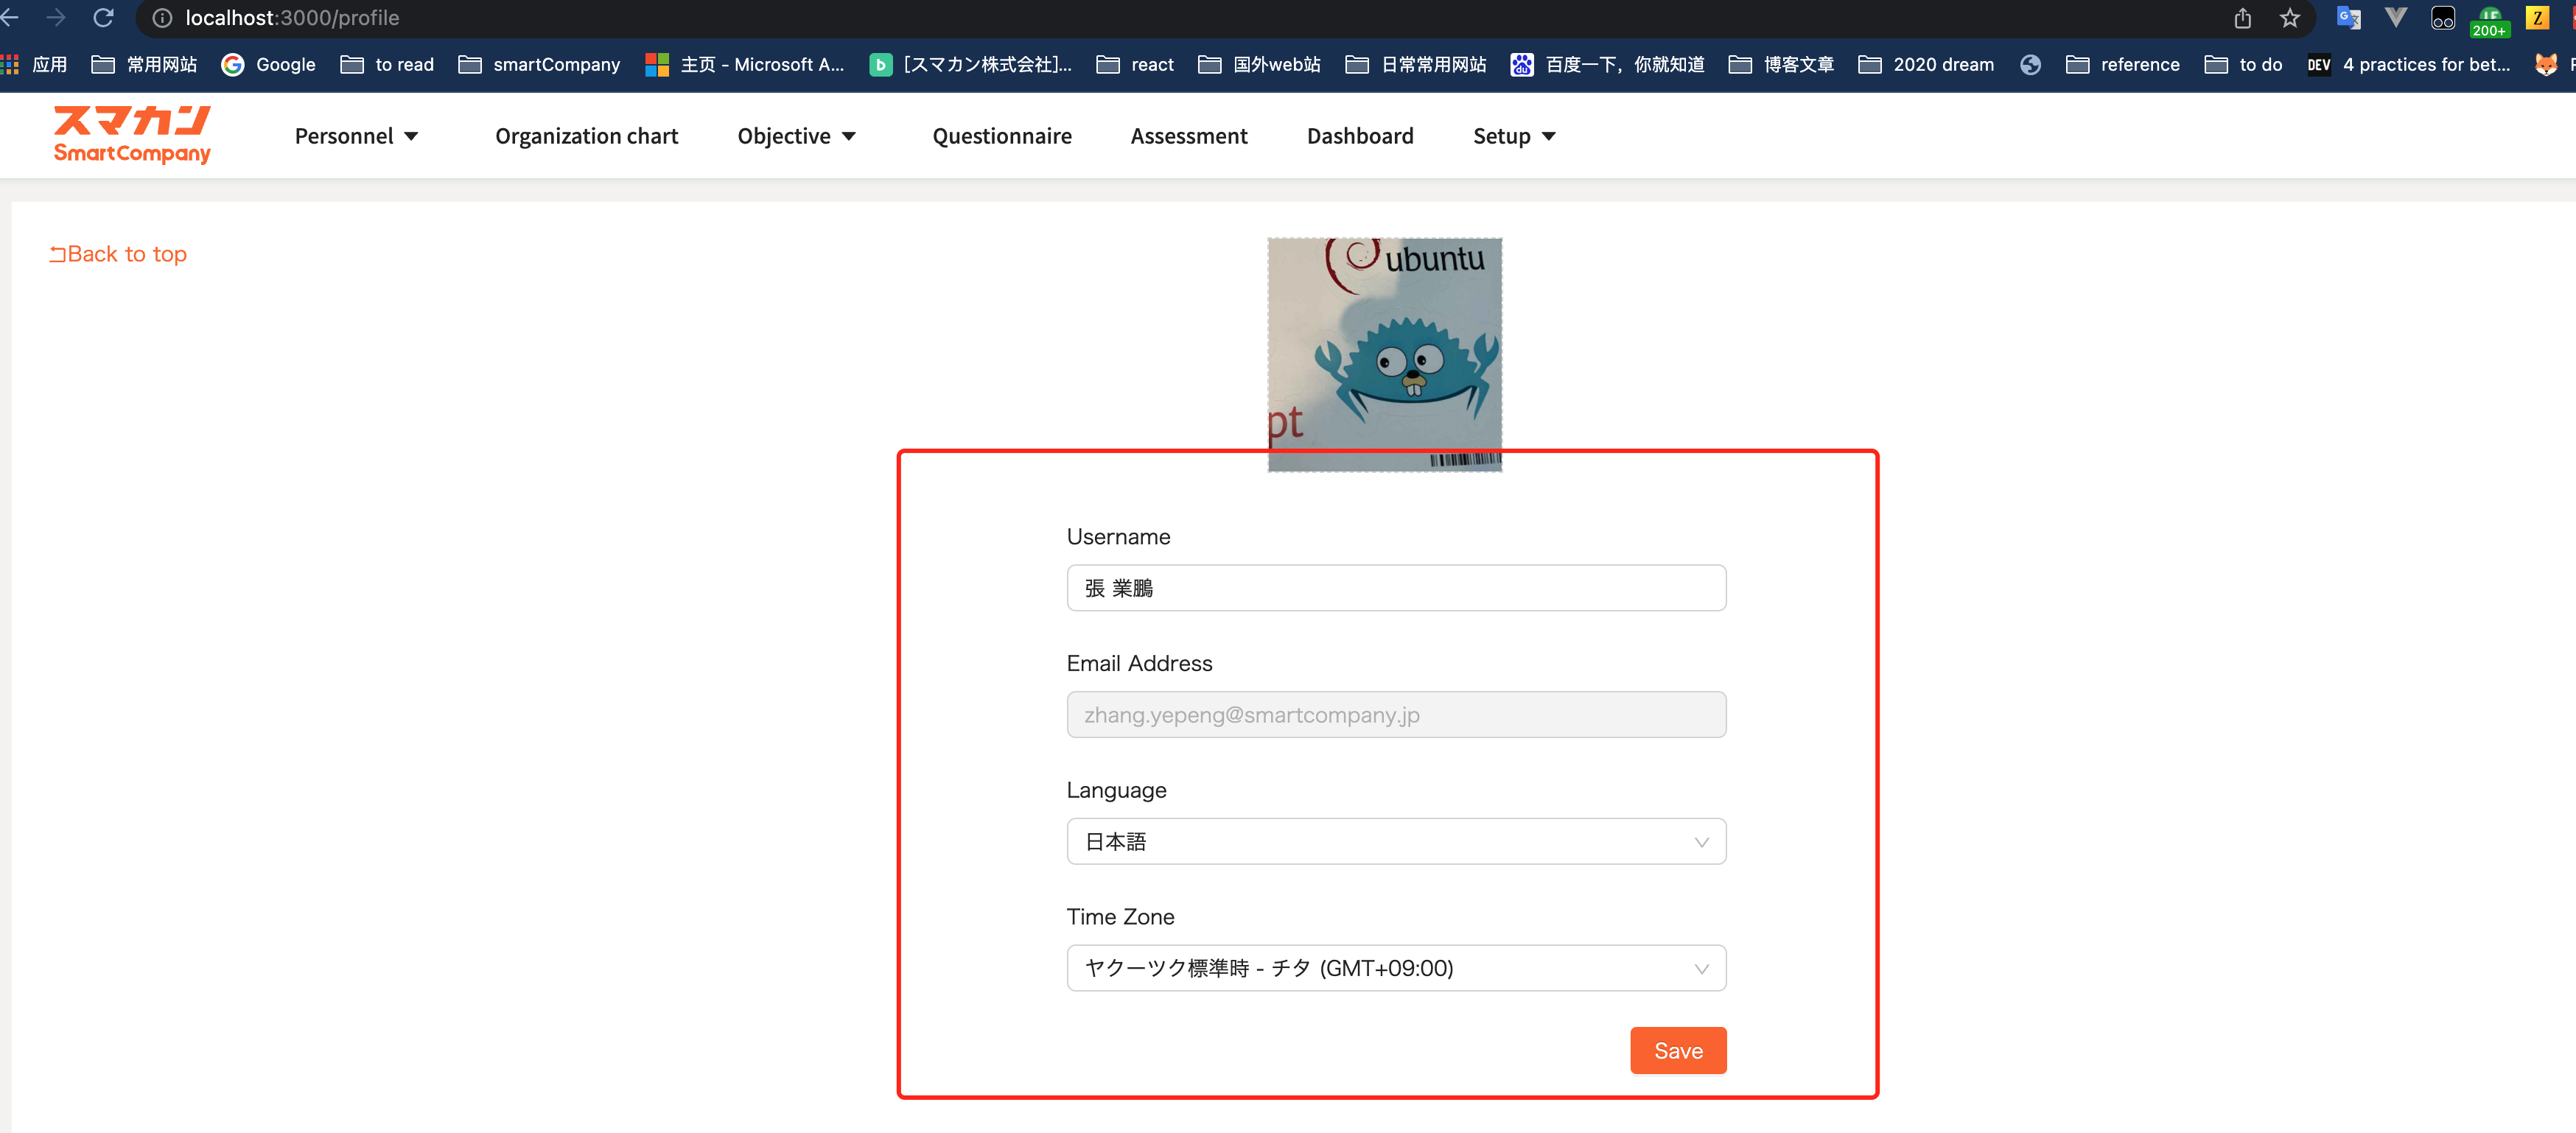 localhost:3000/profile
200+
Z
应用 常用网站 Google to read smartCompany 主页 - Microsoft A... b [スマカン株式会社]... react 国外web站 日常常用网站 du 百度一下，你就知道 博客文章 2020 dream reference to do DEV 4 practices for bet...
スマカン
SmartCompany
Personnel Organization chart Objective Questionnaire Assessment Dashboard Setup
Back to top
ubuntu
pt
Username
張 業鵬
Email Address
zhang.yepeng@smartcompany.jp
Language
日本語
Time Zone
ヤクーツク標準時 - チタ (GMT+09:00)
Save